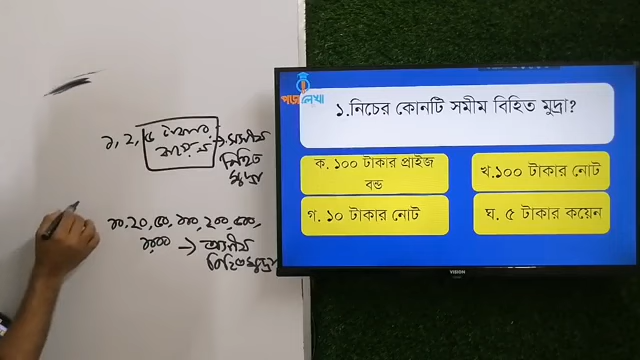 ১, ২, ৫ টাকার
কয়েন
→ সসীম
বিহিত
মুদ্রা
১০, ২০, ৫০, ১০০, ২০০, ৫০০,
১০০০ → অসীম
বিহিত মুদ্রা
পড়ালেখা
১.নিচের কোনটি সসীম বিহিত মুদ্রা?
ক. ১০০ টাকার প্রাইজ
বন্ড
খ.১০০ টাকার নোট
গ. ১০ টাকার নোট
ঘ. ৫ টাকার কয়েন
VISION